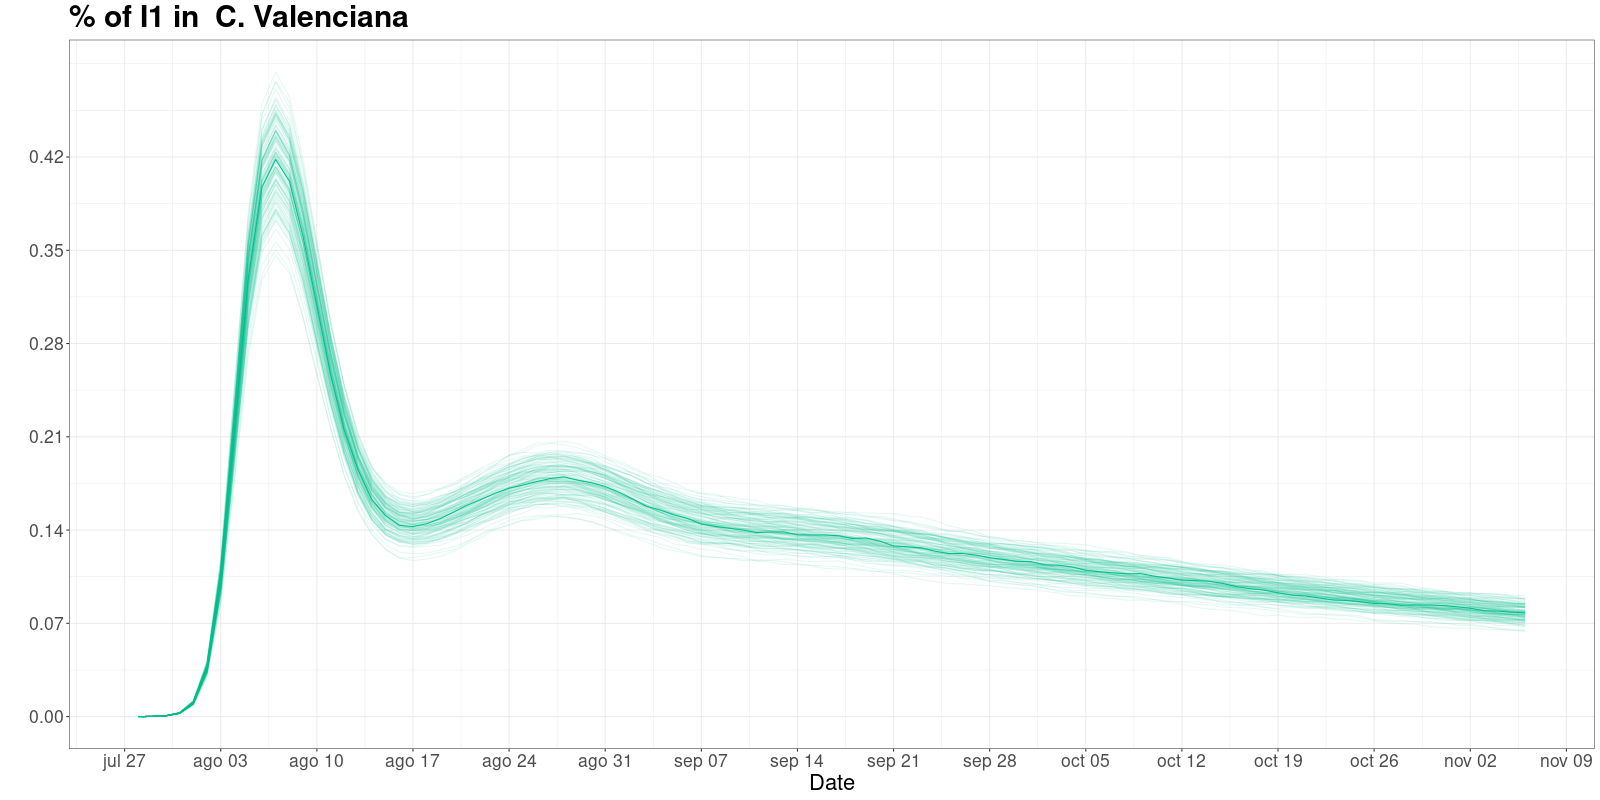 % of I1 in  C. Valenciana
0.42
0.35
0.28
0.21
0.14
0.07
0.00
jul 27 ago 03 ago 10 ago 17 ago 24 ago 31 sep 07 sep 14 sep 21 sep 28 oct 05 oct 12 oct 19 oct 26 nov 02 nov 09
Date